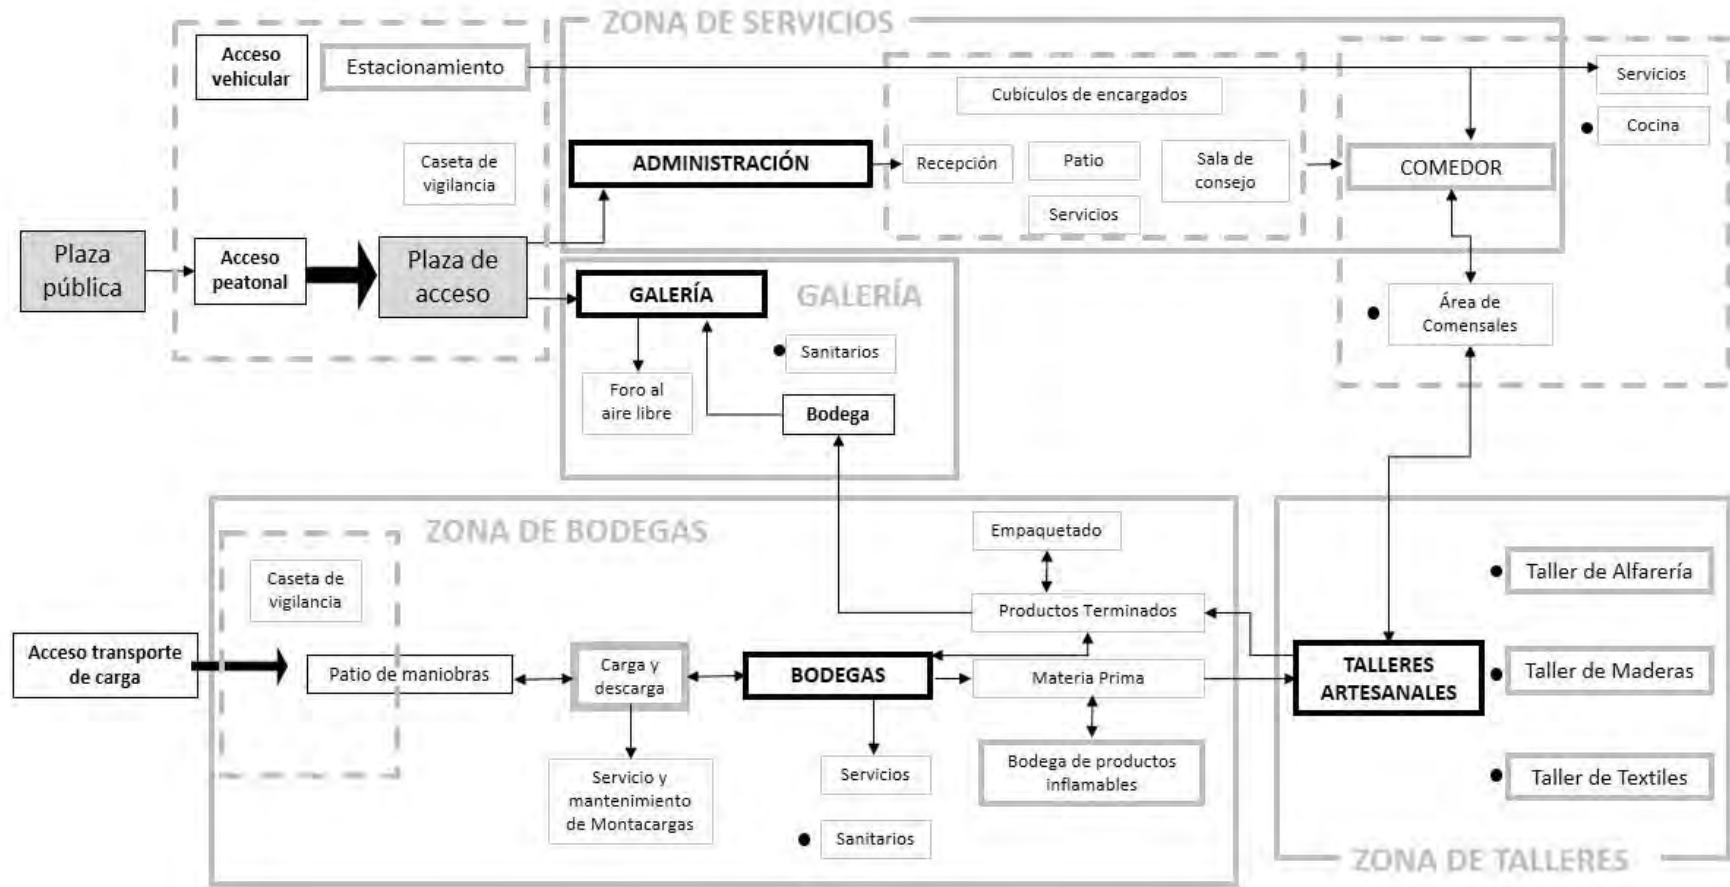 ZONA DE SERVICIOS
Acceso
vehicular
Estacionamiento
Servicios
Cubículos de encargados
Cocina
Caseta de
vigilancia
ADMINISTRACIÓN
Recepción
Patio
Sala de
consejo
Servicios
COMEDOR
Plaza
pública
Acceso
peatonal
Plaza de
acceso
GALERÍA
GALERÍA
Sanitarios
Área de
Comensales
Foro al
aire libre
Bodega
ZONA DE BODEGAS
Empaquetado
Caseta de
vigilancia
Productos Terminados
Taller de Alfarería
Acceso transporte
de carga
Patio de maniobras
Carga y
descarga
BODEGAS
Materia Prima
TALLERES
ARTESANALES
Taller de Maderas
Servicio y
mantenimiento
de Montacargas
Servicios
Bodega de productos
inflamables
Taller de Textiles
Sanitarios
ZONA DE TALLERES